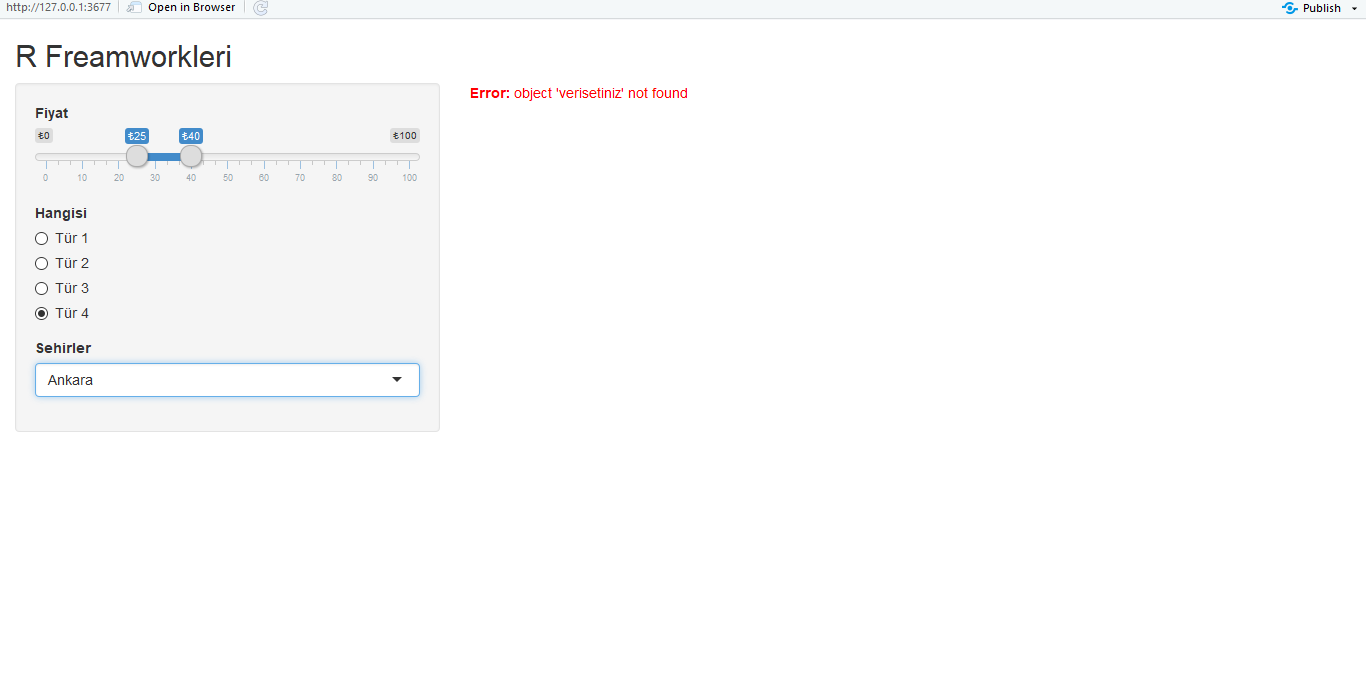 http://127.0.0.1:3677 Open in Browser Publish
R Freamworkleri
Error: object 'verisetiniz' not found
Fiyat
₺0 ₺25 ₺40 ₺100
0 10 20 30 40 50 60 70 80 90 100
Hangisi
Tür 1
Tür 2
Tür 3
Tür 4
Sehirler
Ankara